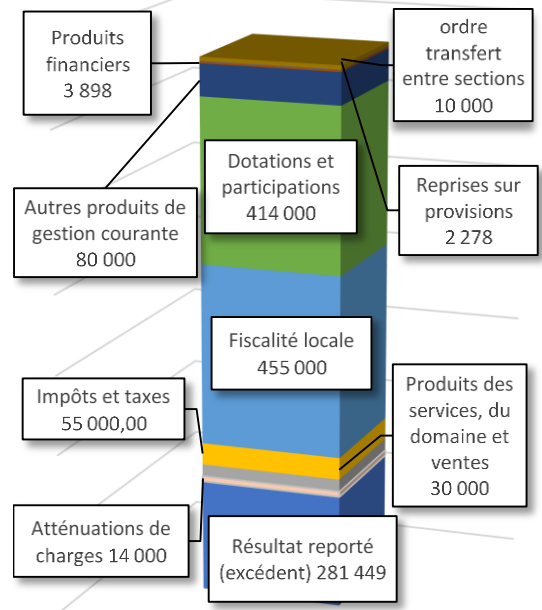 Produits
financiers
3 898
ordre
transfert
entre sections
10 000
Dotations et
participations
414 000
Reprises sur
provisions
2 278
Autres produits de
gestion courante
80 000
Fiscalité locale
455 000
Impôts et taxes
55 000,00
Produits des
services, du
domaine et
ventes
30 000
Atténuations de
charges 14 000
Résultat reporté
(excédent) 281 449